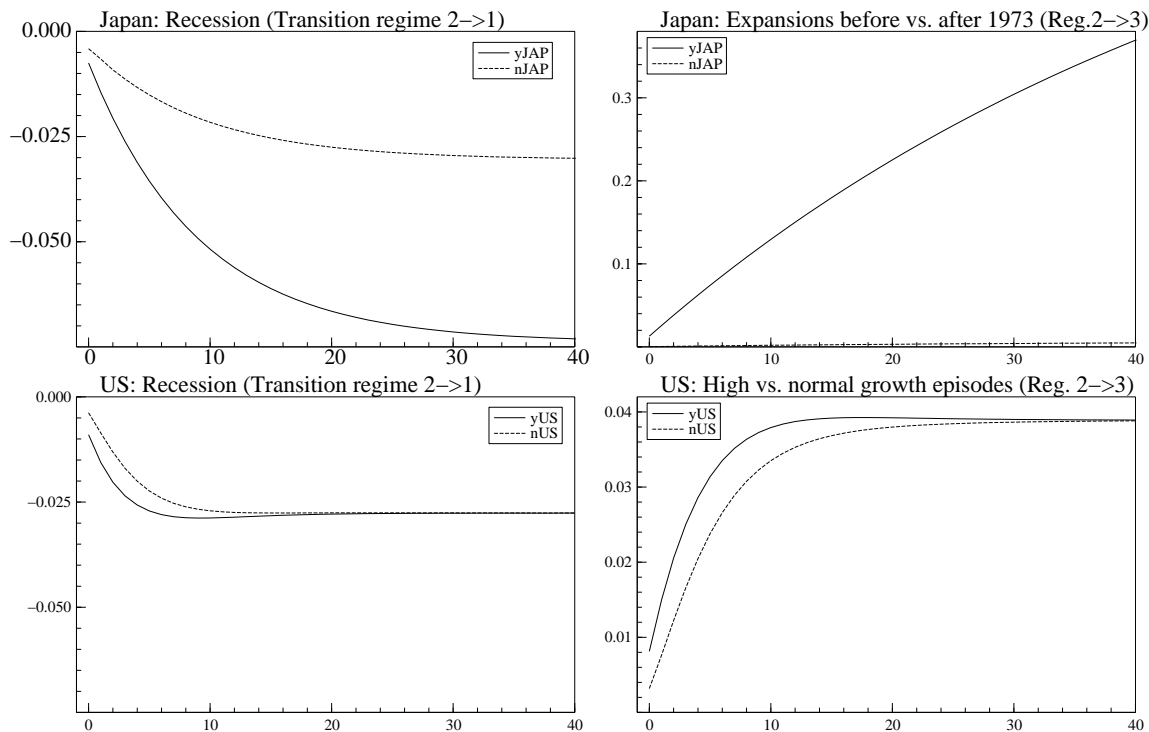 Japan: Recession (Transition regime 2−>1)
yJAP
nJAP
0.000
−0.025
−0.050
0 10 20 30 40
Japan: Expansions before vs. after 1973 (Reg.2−>3)
yJAP
nJAP
0.3
0.2
0.1
0 10 20 30 40
US: Recession (Transition regime 2−>1)
yUS
nUS
0.000
−0.025
−0.050
0 10 20 30 40
US: High vs. normal growth episodes (Reg. 2−>3)
yUS
nUS
0.04
0.03
0.02
0.01
0 10 20 30 40